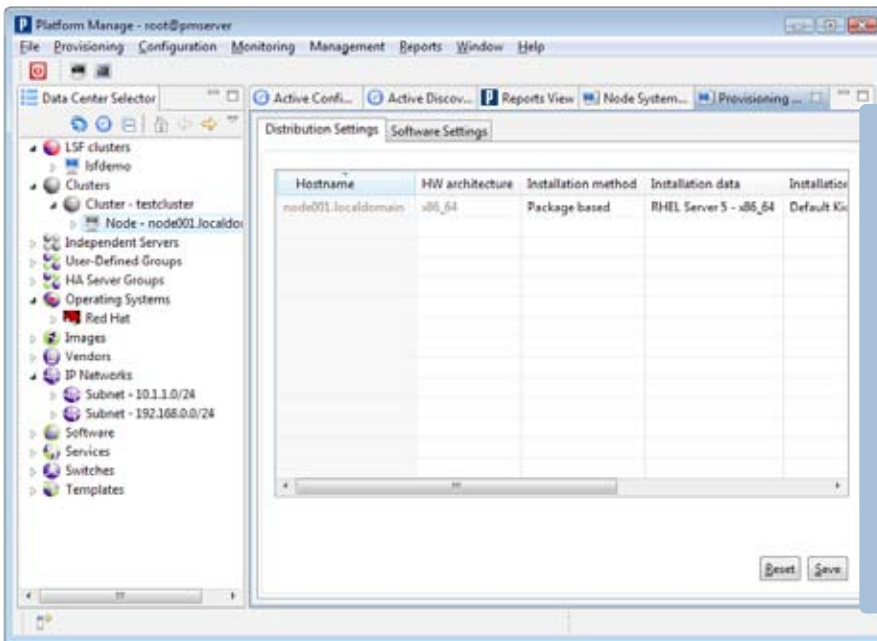 Platform Manage - root@pmserver
File Provisioning Configuration Monitoring Management Reports Window Help
Data Center Selector
LSF clusters
lsfdemo
Clusters
Cluster - testcluster
Node - node001.localdo
Independent Servers
User-Defined Groups
HA Server Groups
Operating Systems
Red Hat
Images
Vendors
IP Networks
Subnet - 10.1.1.0/24
Subnet - 192.168.0.0/24
Software
Services
Switches
Templates
Active Confi... Active Discov... Reports View Node System... Provisioning ...
Distribution Settings Software Settings
Hostname HW architecture Installation method Installation data Installation
node001.localdomain x86_64 Package based RHEL Server 5 - x86_64 Default Kic
Reset Save